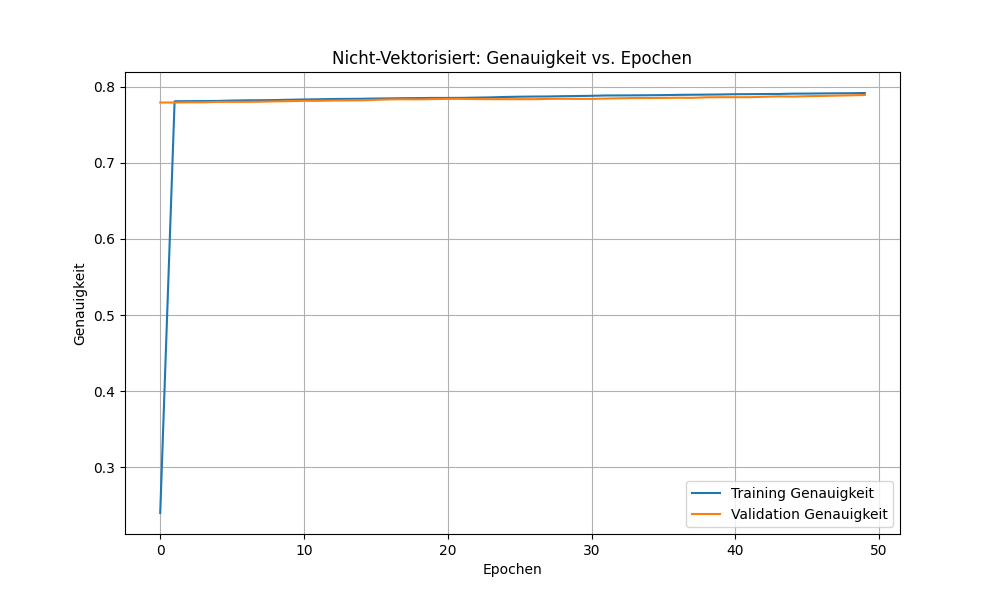 Nicht-Vektorisiert: Genauigkeit vs. Epochen
0.8
0.7
0.6
0.5
0.4
0.3
Genauigkeit
Training Genauigkeit
Validation Genauigkeit
0 10 20 30 40 50
Epochen